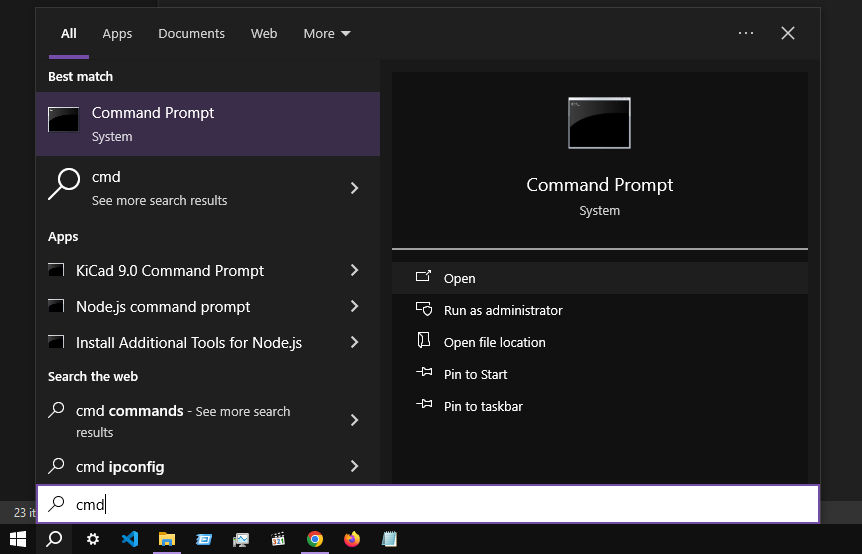 All Apps Documents Web More
Best match
Command Prompt
System
cmd
See more search results
Apps
KiCad 9.0 Command Prompt
Node.js command prompt
Install Additional Tools for Node.js
Search the web
cmd commands - See more search
results
cmd ipconfig
Command Prompt
System
Open
Run as administrator
Open file location
Pin to Start
Pin to taskbar
23
cmd